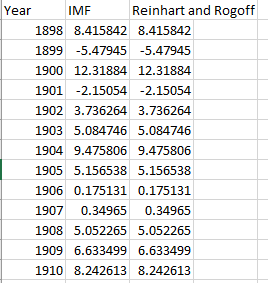 Year IMF Reinhart and Rogoff
1898 8.415842 8.415842
1899 -5.47945 -5.47945
1900 12.31884 12.31884
1901 -2.15054 -2.15054
1902 3.736264 3.736264
1903 5.084746 5.084746
1904 9.475806 9.475806
1905 5.156538 5.156538
1906 0.175131 0.175131
1907 0.34965 0.34965
1908 5.052265 5.052265
1909 6.633499 6.633499
1910 8.242613 8.242613